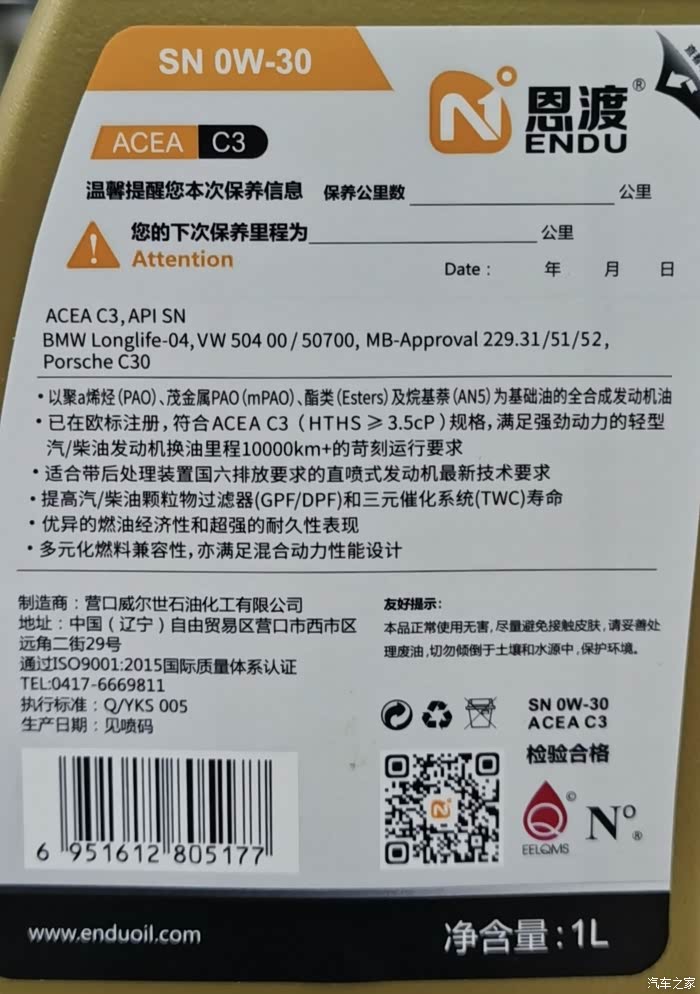 SN 0W-30
ACEA C3
恩渡®
ENDU
温馨提醒您本次保养信息 保养公里数 公里
您的下次保养里程为 公里
Attention
Date： 年 月 日
ACEA C3, API SN
BMW Longlife-04, VW 504 00 / 50700, MB-Approval 229.31/51/52,
Porsche C30
·以聚a烯烃(PAO)、茂金属PAO(mPAO)、酯类(Esters)及烷基萘(AN5)为基础油的全合成发动机油
·已在欧标注册，符合ACEA C3（HTHS≥3.5cP）规格，满足强劲动力的轻型
汽/柴油发动机换油里程10000km+的苛刻运行要求
·适合带后处理装置国六排放要求的直喷式发动机最新技术要求
·提高汽/柴油颗粒物过滤器(GPF/DPF)和三元催化系统(TWC)寿命
·优异的燃油经济性和超强的耐久性表现
·多元化燃料兼容性，亦满足混合动力性能设计
制造商：营口威尔世石油化工有限公司
地址：中国（辽宁）自由贸易区营口市西市区
远角二街29号
通过ISO9001:2015国际质量体系认证
TEL:0417-6669811
执行标准：Q/YKS 005
生产日期：见喷码
友好提示：
本品正常使用无害，尽量避免接触皮肤，请妥善处
理废油，切勿倾倒于土壤和水源中，保护环境。
SN 0W-30
ACEA C3
检验合格
EELQMS
©
No®
6 951612 805177
www.enduoil.com
净含量：1L
汽车之家